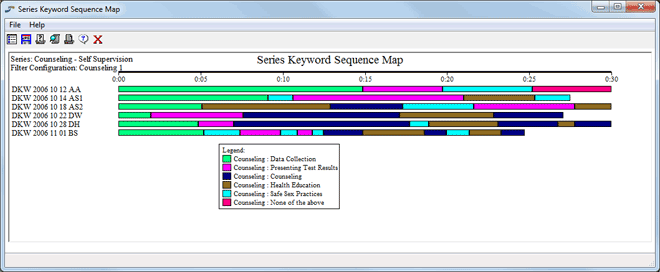 Series Keyword Sequence Map
File Help
Series: Counseling - Self Supervision
Series Keyword Sequence Map
Filter Configuration: Counseling 1
0:00 0:05 0:10 0:15 0:20 0:25 0:30
DKW 2006 10 12 AA
DKW 2006 10 14 AS1
DKW 2006 10 18 AS2
DKW 2006 10 22 DW
DKW 2006 10 28 DH
DKW 2006 11 01 BS
Legend:
Counseling : Data Collection
Counseling : Presenting Test Results
Counseling : Counseling
Counseling : Health Education
Counseling : Safe Sex Practices
Counseling : None of the above